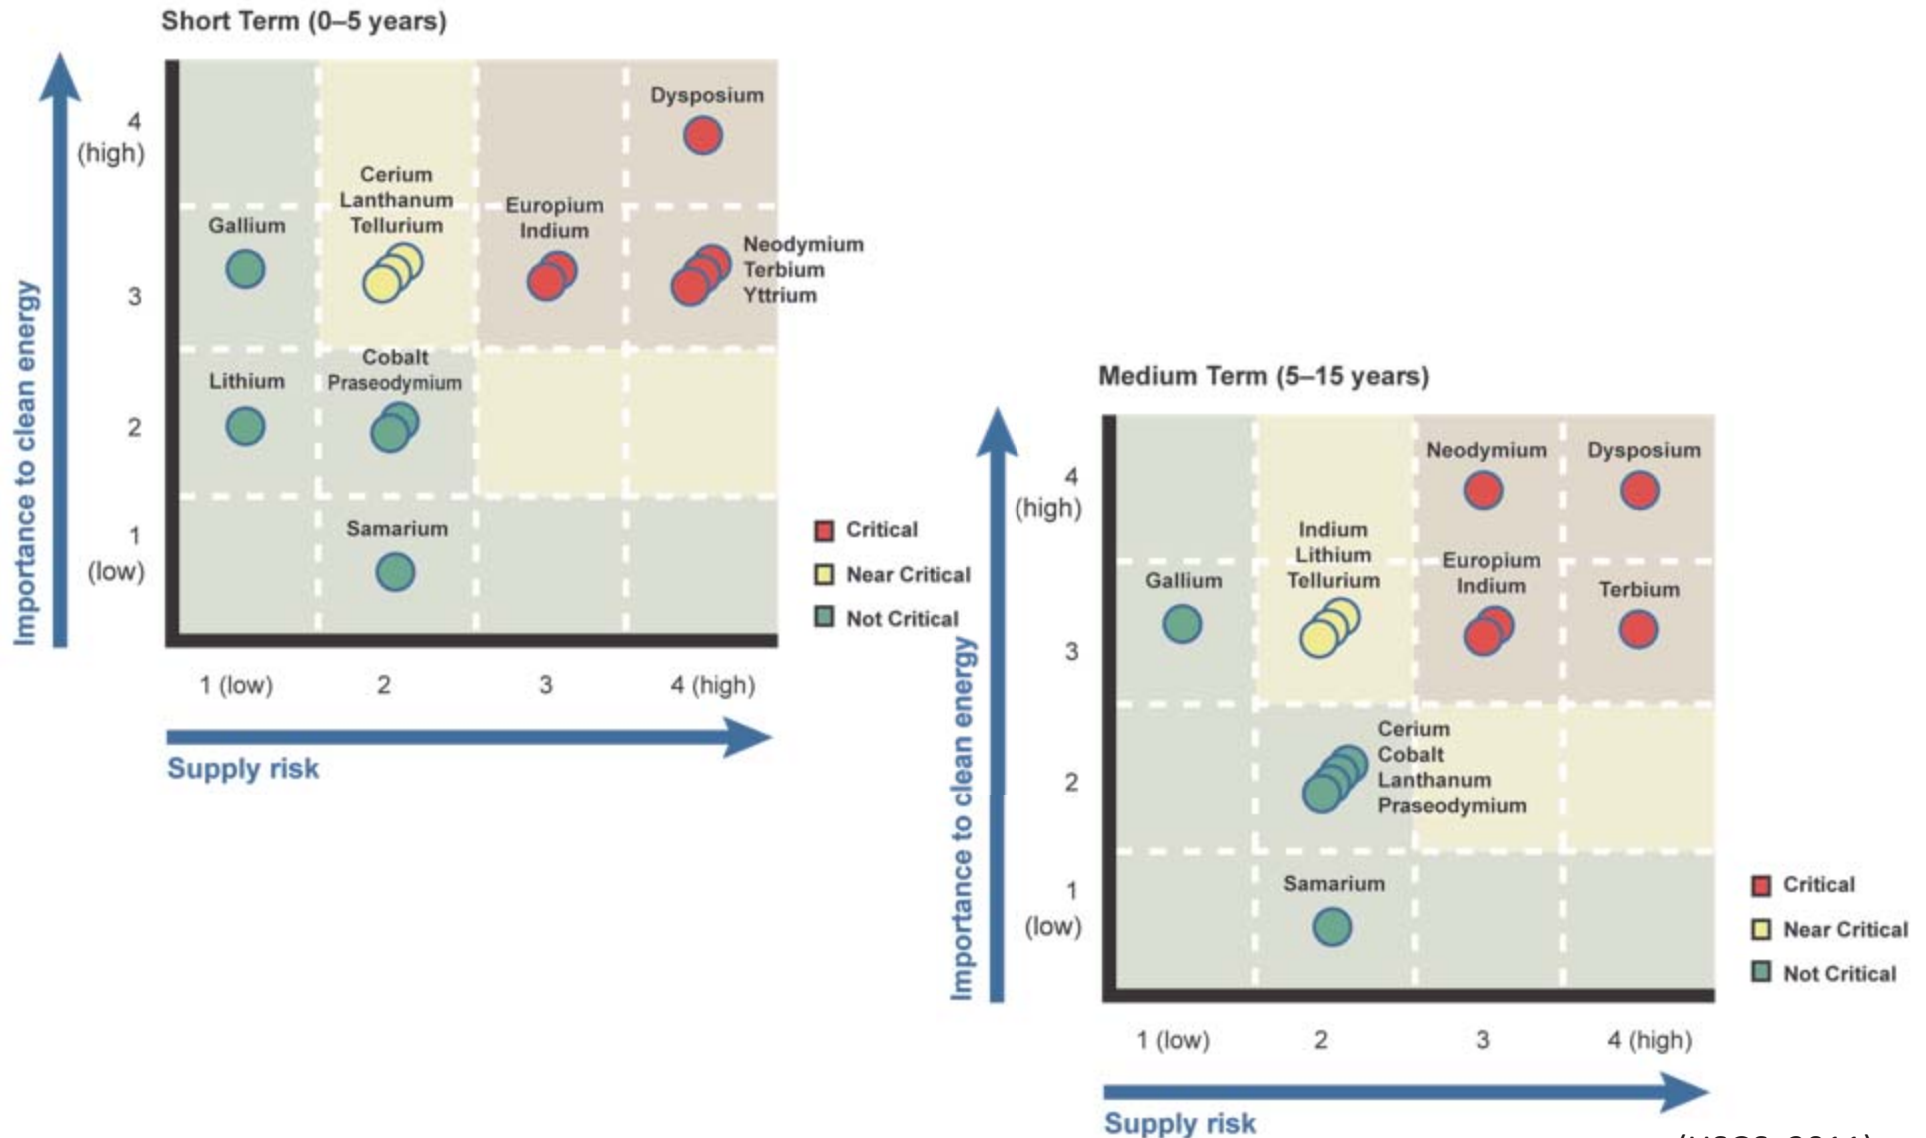 Short Term (0–5 years)
Importance to clean energy
4
(high)
3
2
1
(low)
Dysposium
Cerium
Lanthanum
Tellurium
Gallium
Europium
Indium
Neodymium
Terbium
Yttrium
Lithium
Cobalt
Praseodymium
Samarium
Critical
Near Critical
Not Critical
1 (low)
2
3
4 (high)
Supply risk
Medium Term (5–15 years)
Importance to clean energy
4
(high)
3
2
1
(low)
Neodymium
Dysposium
Indium
Lithium
Tellurium
Gallium
Europium
Indium
Terbium
Cerium
Cobalt
Lanthanum
Praseodymium
Samarium
Critical
Near Critical
Not Critical
1 (low)
2
3
4 (high)
Supply risk